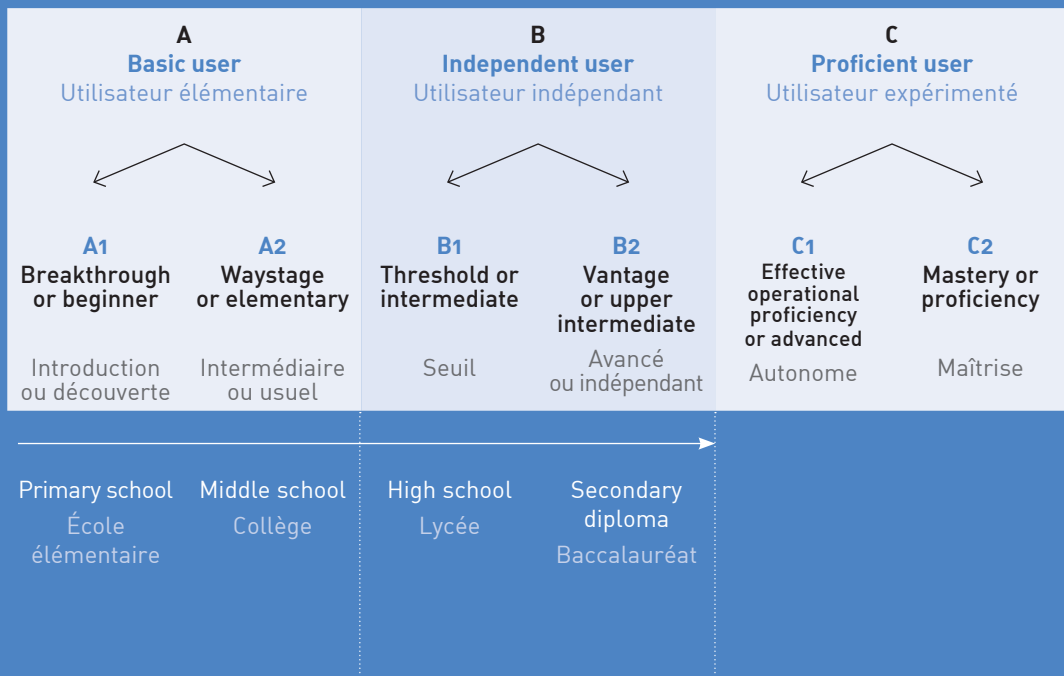 A
Basic user
Utilisateur élémentaire
B
Independent user
Utilisateur indépendant
C
Proficient user
Utilisateur expérimenté
A1
Breakthrough
or beginner
Introduction
ou découverte
A2
Waystage
or elementary
Intermédiaire
ou usuel
B1
Threshold or
intermediate
Seuil
B2
Vantage
or upper
intermediate
Avancé
ou indépendant
C1
Effective
operational
proficiency
or advanced
Autonome
C2
Mastery or
proficiency
Maîtrise
Primary school
École
élémentaire
Middle school
Collège
High school
Lycée
Secondary
diploma
Baccalauréat